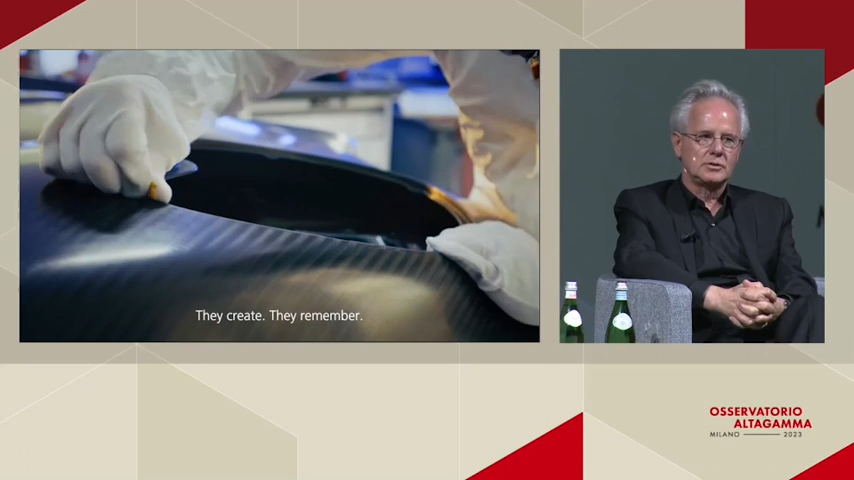 They create. They remember.
OSSERVATORIO
ALTAGAMMA
MILANO 2023